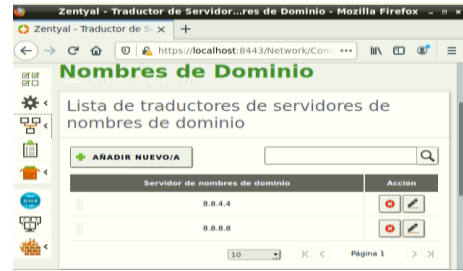 Zentyal - Traductor de Servidor...res de Dominio - Mozilla Firefox
Zentyal - Traductor de Se
https://localhost:8443/Network/Com
Nombres de Dominio
Lista de traductores de servidores de
nombres de dominio
AÑADIR NUEVO/A
Servidor de nombres de dominio Acción
8.8.4.4
8.8.8.8
10 Página 1
DNS